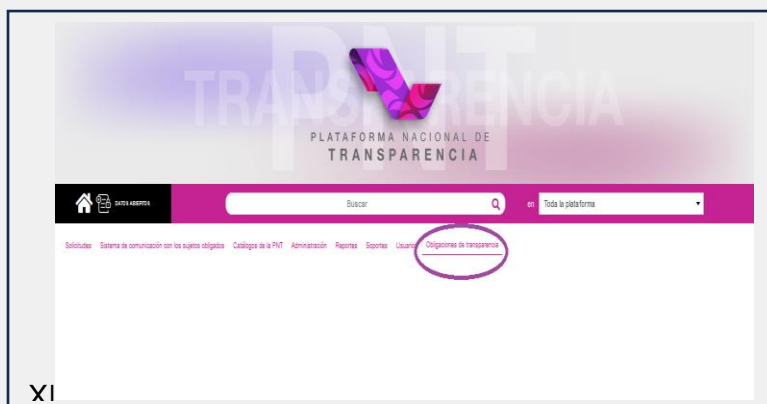 PNT
TRANSPARENCIA
PLATAFORMA NACIONAL DE
TRANSPARENCIA
DATOS ABIERTOS
Buscar
en
Toda la plataforma
Solicitudes Sistema de comunicación con los sujetos obligados Catálogos de la PNT Administración Reportes Soportes Usuario Obligaciones de transparencia